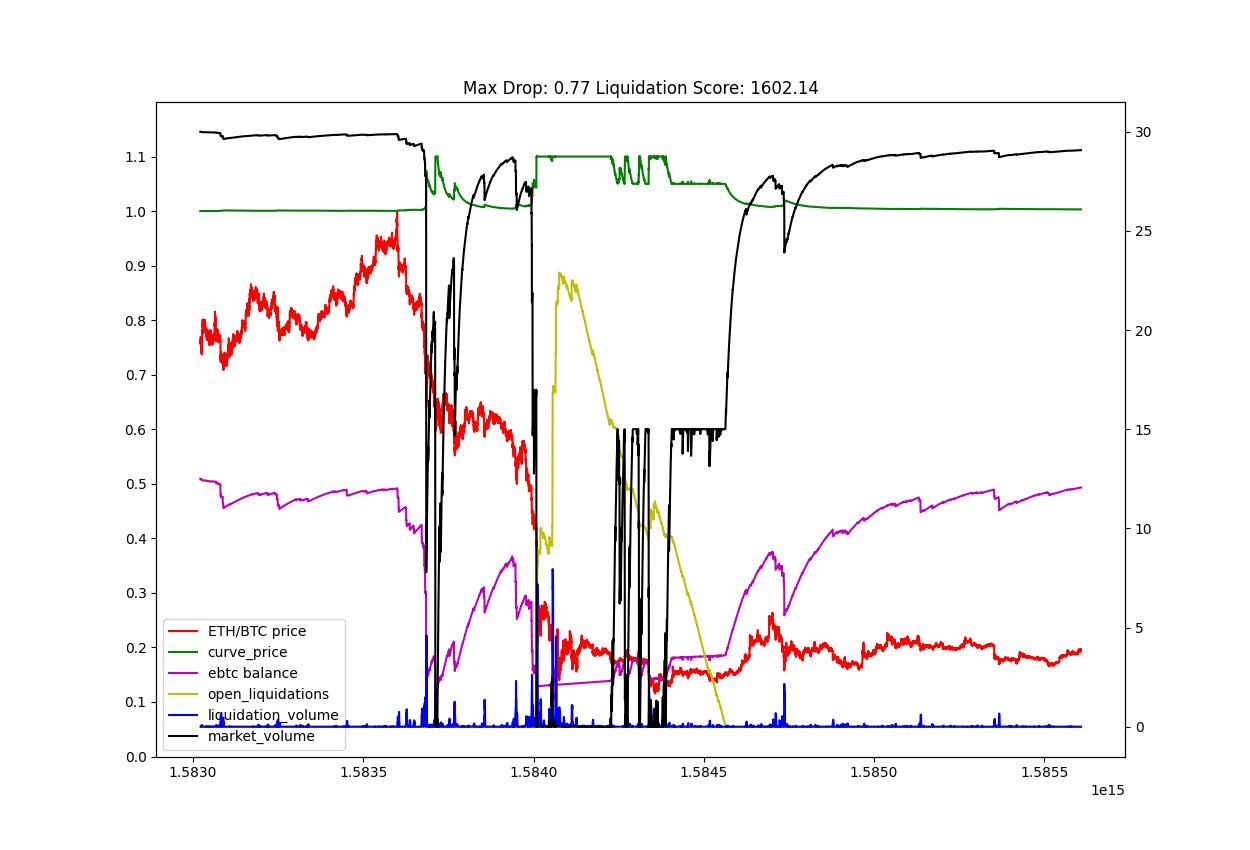 Max Drop: 0.77 Liquidation Score: 1602.14
1.1
1.0
0.9
0.8
0.7
0.6
0.5
0.4
0.3
0.2
0.1
0.0
30
25
20
15
10
5
0
ETH/BTC price
curve_price
ebtc balance
open_liquidations
liquidation_volume
market_volume
1.5830 1.5835 1.5840 1.5845 1.5850 1.5855
1e15